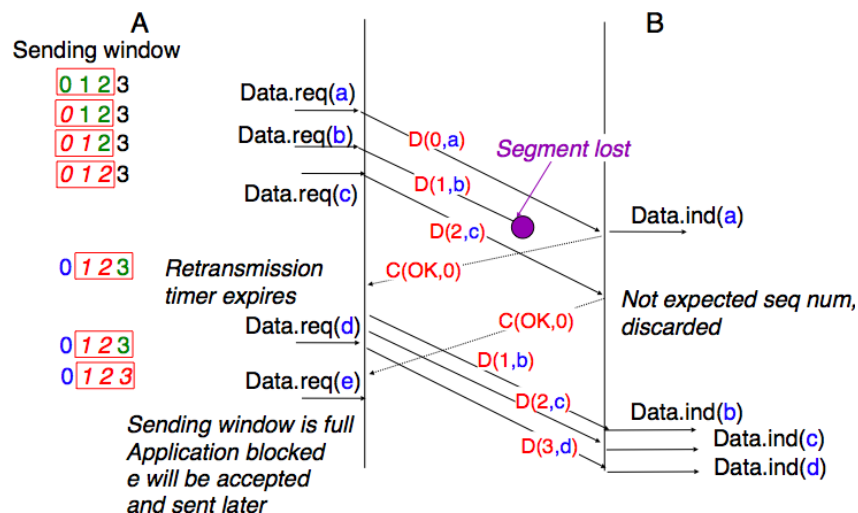 A
B
Sending window
0 1 2 3
0 1 2 3
0 1 2 3
0 1 2 3
Data.req(a)
Data.req(b)
Data.req(c)
D(0,a)
Segment lost
D(1,b)
D(2,c)
Data.ind(a)
C(OK,0)
0 1 2 3
Retransmission
timer expires
Not expected seq num,
discarded
C(OK,0)
Data.req(d)
0 1 2 3
D(1,b)
0 1 2 3
Data.req(e)
D(2,c)
D(3,d)
Data.ind(b)
Data.ind(c)
Data.ind(d)
Sending window is full
Application blocked
e will be accepted
and sent later